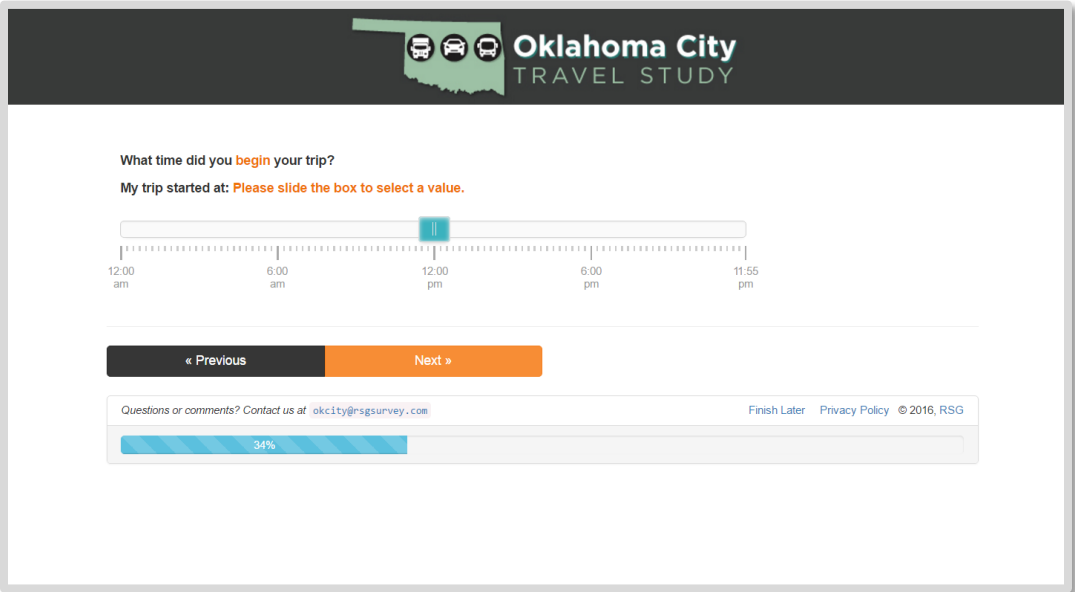 Oklahoma City
TRAVEL STUDY
What time did you begin your trip?
My trip started at: Please slide the box to select a value.
12:00 am
6:00 am
12:00 pm
6:00 pm
11:55 pm
« Previous
Next »
Questions or comments? Contact us at okcity@rsgsurvey.com
Finish Later Privacy Policy © 2016, RSG
34%